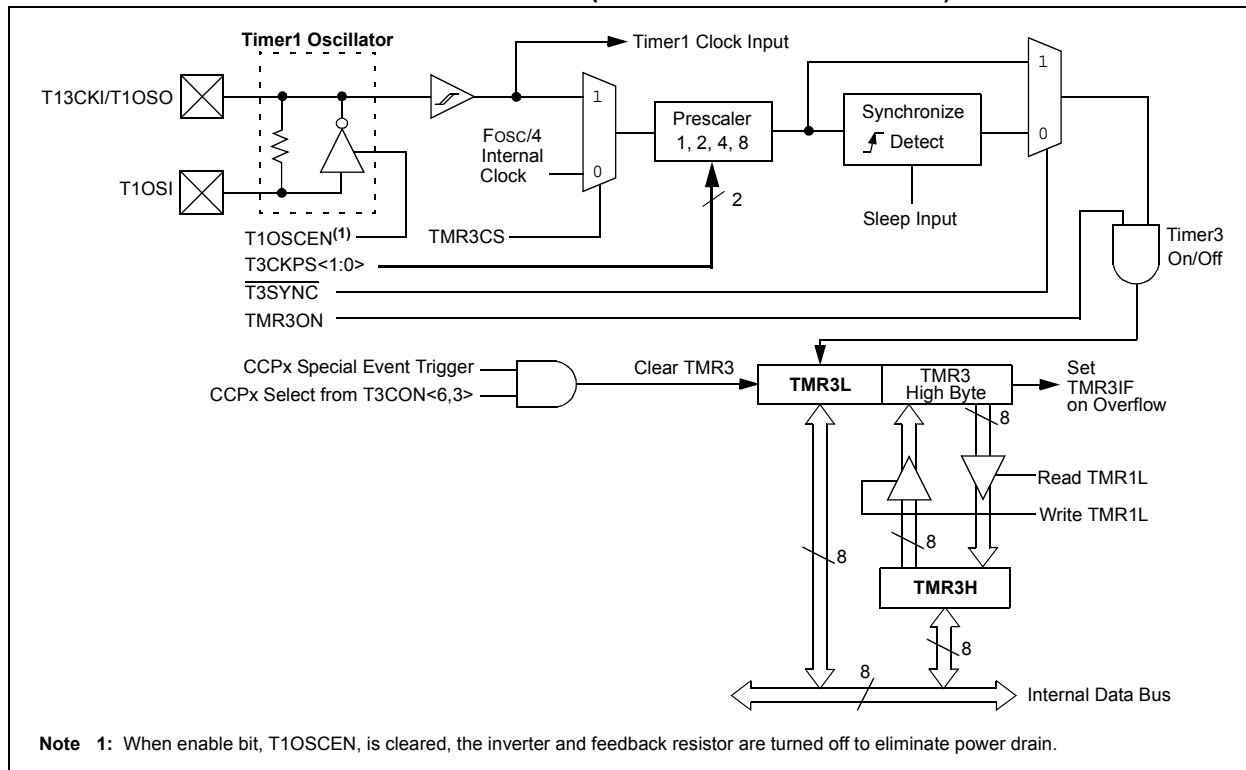 Timer1 Oscillator
Timer1 Clock Input
T13CKI/T1OSO
1
1
FOSC/4
Internal
Clock
0
Prescaler
1, 2, 4, 8
Synchronize
Detect
0
T1OSI
2
Sleep Input
T1OSCEN(1)
TMR3CS
Timer3
On/Off
T3CKPS<1:0>
T3SYNC
TMR3ON
CCPx Special Event Trigger
CCPx Select from T3CON<6,3>
Clear TMR3
TMR3L
TMR3
High Byte
Set
TMR3IF
on Overflow
8
Read TMR1L
Write TMR1L
8
8
TMR3H
8
8
Internal Data Bus
Note 1: When enable bit, T1OSCEN, is cleared, the inverter and feedback resistor are turned off to eliminate power drain.